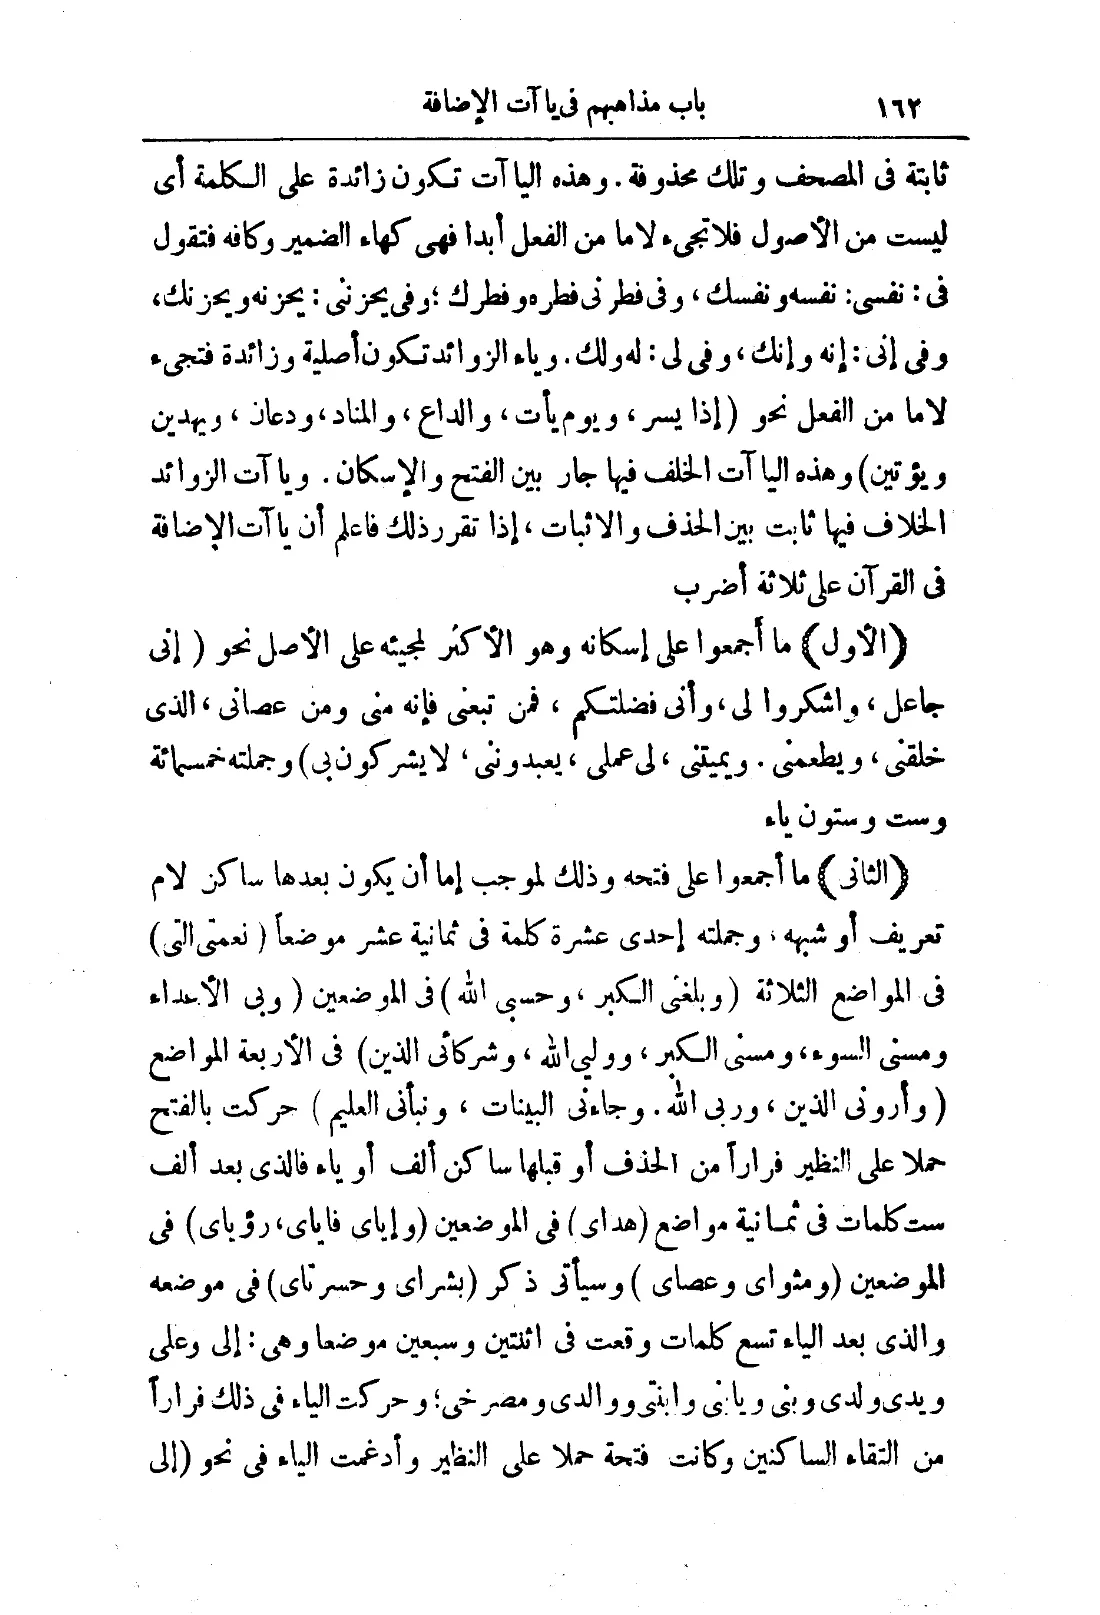 ١٦٢ باب مذاهبهم في ياآت الإضافة
ثابتة في المصحف وتلك محذوفة. وهذه الياآت تكون زائدة على الكلمة أي
ليست من الأصول فلا تجيء لاما من الفعل أبدا فهى كهاء الضمير وكافه فتقول
في: نفسى: نفسه ونفسك، وفى فطرنى فطره وفطرك؛ وفى يحزننى: يحزنه ويحزنك،
وفى إنى: إنه وإنك، وفى لى: له ولك. وياء الزوائد تكون أصلية وزائدة فتجيء
لاما من الفعل نحو (إذا يسر، ويوم يأت، والداع، والمناد، ودعان، ويهدين
ويؤتين) وهذه الياآت الخلف فيها جار بين الفتح والإسكان. وياآت الزوائد
الخلاف فيها ثابت بين الحذف والاثبات، إذا تقرر ذلك فاعلم أن ياآت الإضافة
فى القرآن على ثلاثة أضرب
(الأول) ما أجمعوا على إسكانه وهو الأكثر لمجيئه على الأصل نحو (إنى
جاعل، واشكروا لى، وأنى فضلتكم، فمن تبعنى فإنه منى ومن عصانى، الذى
خلقنى، ويطعمنى. ويميتنى، لى عملى، يعبدوننى، لا يشركون بى) وجملته خمسمائة
وست وستون ياء
(الثانى) ما أجمعوا على فتحه وذلك لموجب إما أن يكون بعدها ساكن لام
تعريف أو شبهه، وجملته إحدى عشرة كلمة فى ثمانية عشر موضعاً (نعمتى التى)
فى المواضع الثلاثة (وبلغنى الكبر، وحسبى الله) فى الموضعين (وبى الأعداء
ومسنى السوء، ومسنى الكبر، ووليى الله، وشركائى الذين) فى الأربعة المواضع
(وأرونى الذين، وربى الله. وجاءنى البينات، ونبأنى العليم) حركت بالفتح
حملا على النظير فراراً من الحذف أو قبلها ساكن ألف أو ياء فالذى بعد ألف
ست كلمات فى ثمانية مواضع (هداى) فى الموضعين (وإياى فاياى، رؤياى) فى
الموضعين (ومثواى وعصاى) وسيأتى ذكر (بشراى وحسرتاى) فى موضعه
والذى بعد الياء تسع كلمات وقعت فى اثنتين وسبعين موضعا وهى: إلى وعلى
ويدى ولدى وبنى ويابنى وابنتى ووالدى ومصرخى؛ وحركت الياء فى ذلك فراراً
من التقاء الساكنين وكانت فتحة حملا على النظير وأدغمت الياء فى نحو (إلى